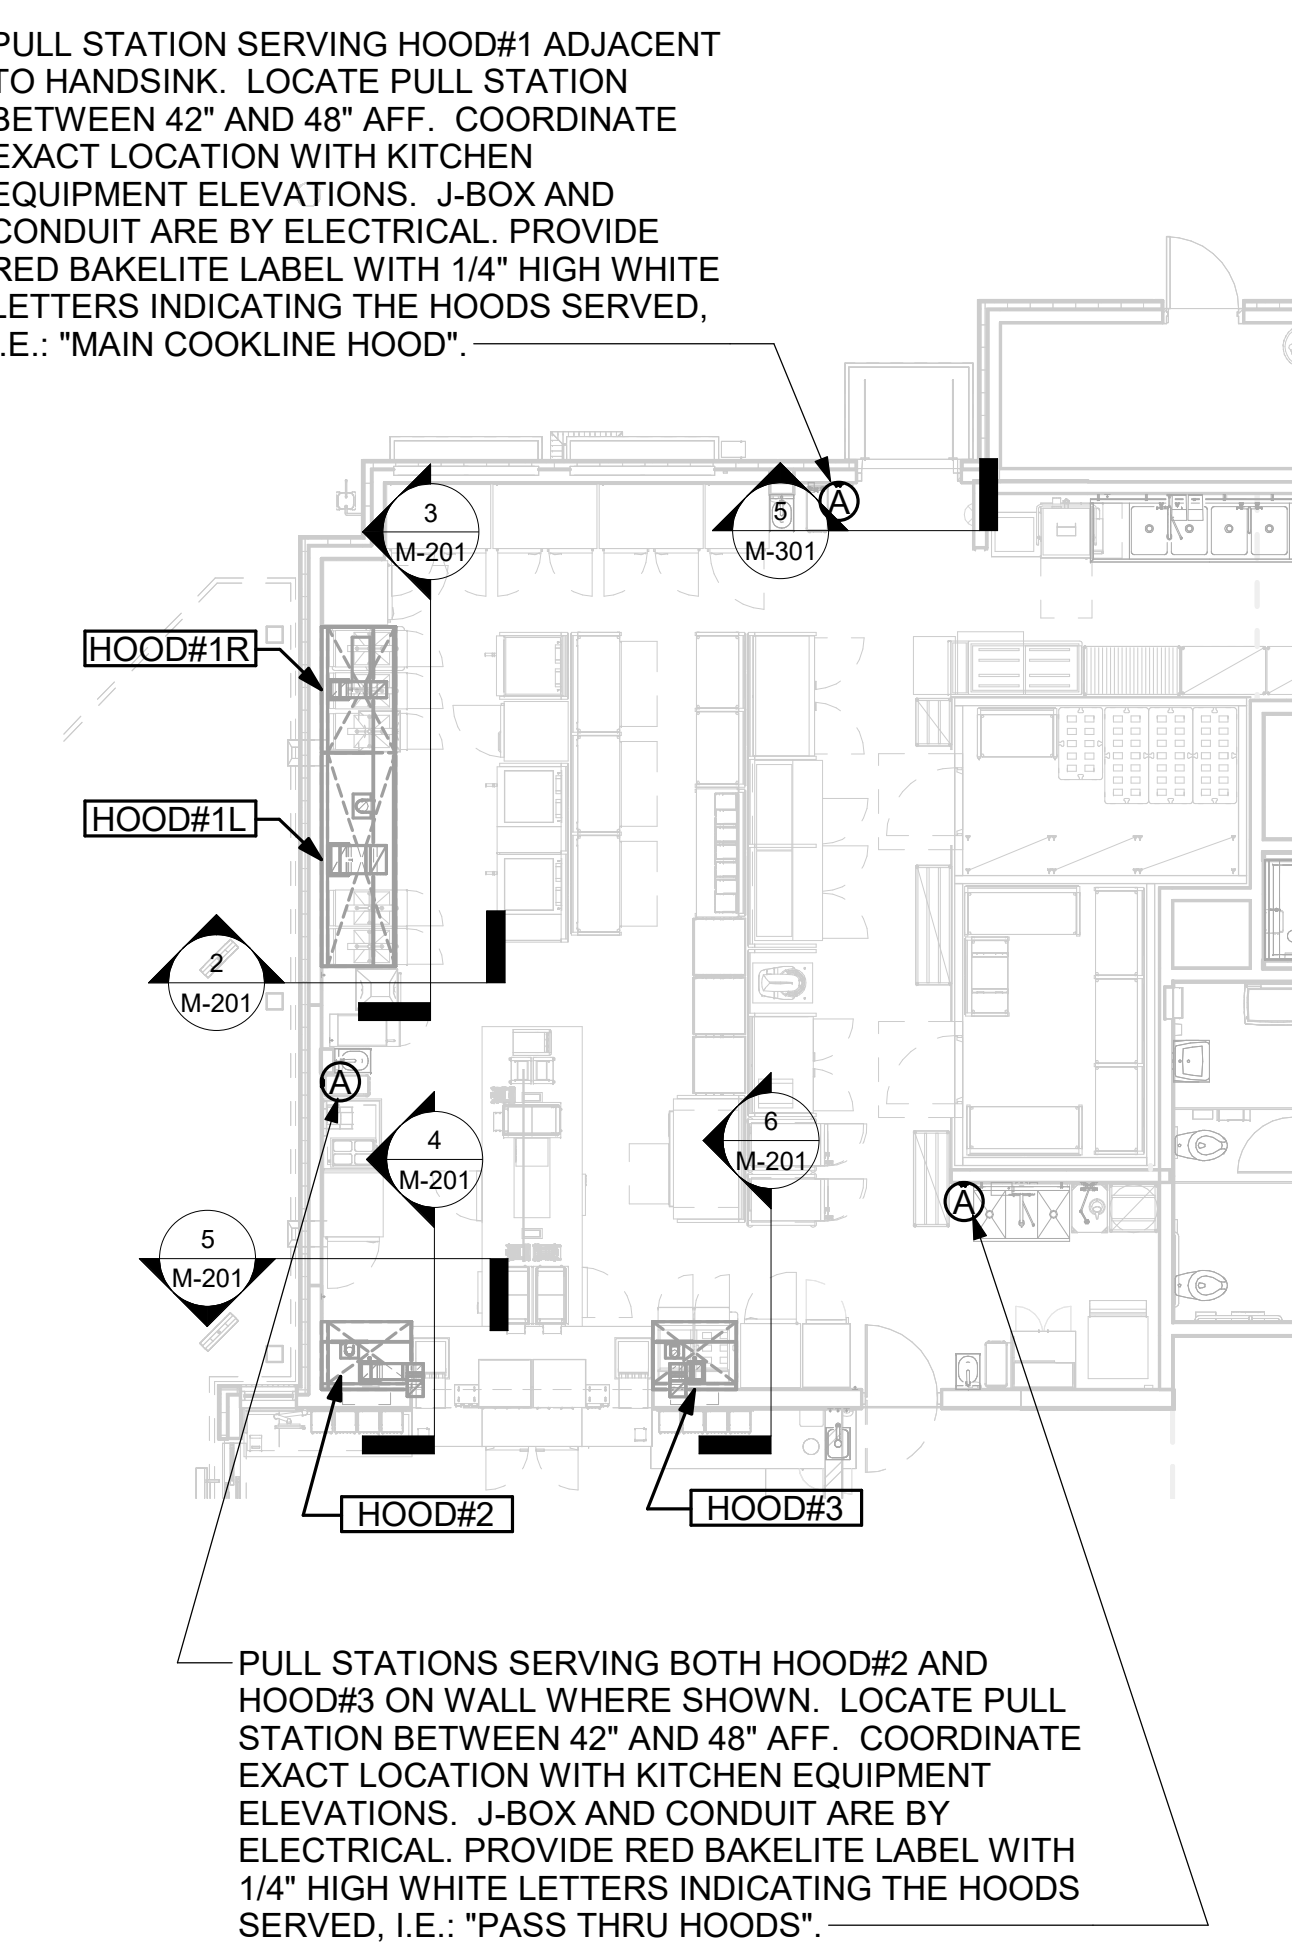 PULL STATION SERVING HOOD#1 ADJACENT
TO HANDSINK. LOCATE PULL STATION
BETWEEN 42" AND 48" AFF. COORDINATE
EXACT LOCATION WITH KITCHEN
EQUIPMENT ELEVATIONS. J-BOX AND
CONDUIT ARE BY ELECTRICAL. PROVIDE
RED BAKELITE LABEL WITH 1/4" HIGH WHITE
LETTERS INDICATING THE HOODS SERVED,
I.E.: "MAIN COOKLINE HOOD".
3
M-201
5
M-301
A
HOOD#1R
HOOD#1L
2
M-201
A
4
M-201
6
M-201
A
5
M-201
HOOD#2
HOOD#3
PULL STATIONS SERVING BOTH HOOD#2 AND
HOOD#3 ON WALL WHERE SHOWN. LOCATE PULL
STATION BETWEEN 42" AND 48" AFF. COORDINATE
EXACT LOCATION WITH KITCHEN EQUIPMENT
ELEVATIONS. J-BOX AND CONDUIT ARE BY
ELECTRICAL. PROVIDE RED BAKELITE LABEL WITH
1/4" HIGH WHITE LETTERS INDICATING THE HOODS
SERVED, I.E.: "PASS THRU HOODS".